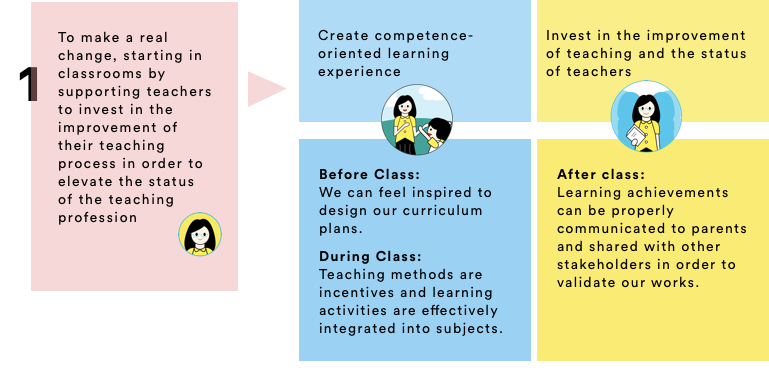 1
To make a real
change, starting in
classrooms by
supporting teachers
to invest in the
improvement of
their teaching
process in order to
elevate the status
of the teaching
profession
Create competence-
oriented learning
experience
Before Class:
We can feel inspired to
design our curriculum
plans.
During Class:
Teaching methods are
incentives and learning
activities are effectively
integrated into subjects.
Invest in the improvement
of teaching and the status
of teachers
After class:
Learning achievements
can be properly
communicated to parents
and shared with other
stakeholders in order to
validate our works.